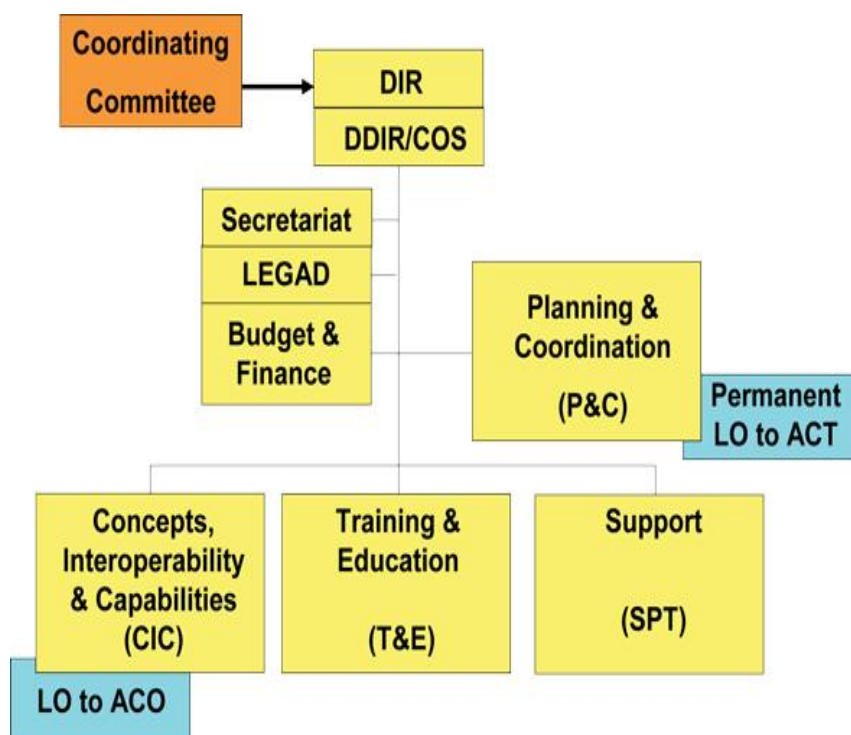 Coordinating
Committee
DIR
DDIR/COS
Secretariat
LEGAD
Budget &
Finance
Planning &
Coordination
(P&C)
Permanent
LO to ACT
Concepts,
Interoperability
& Capabilities
(CIC)
LO to ACO
Training &
Education
(T&E)
Support
(SPT)